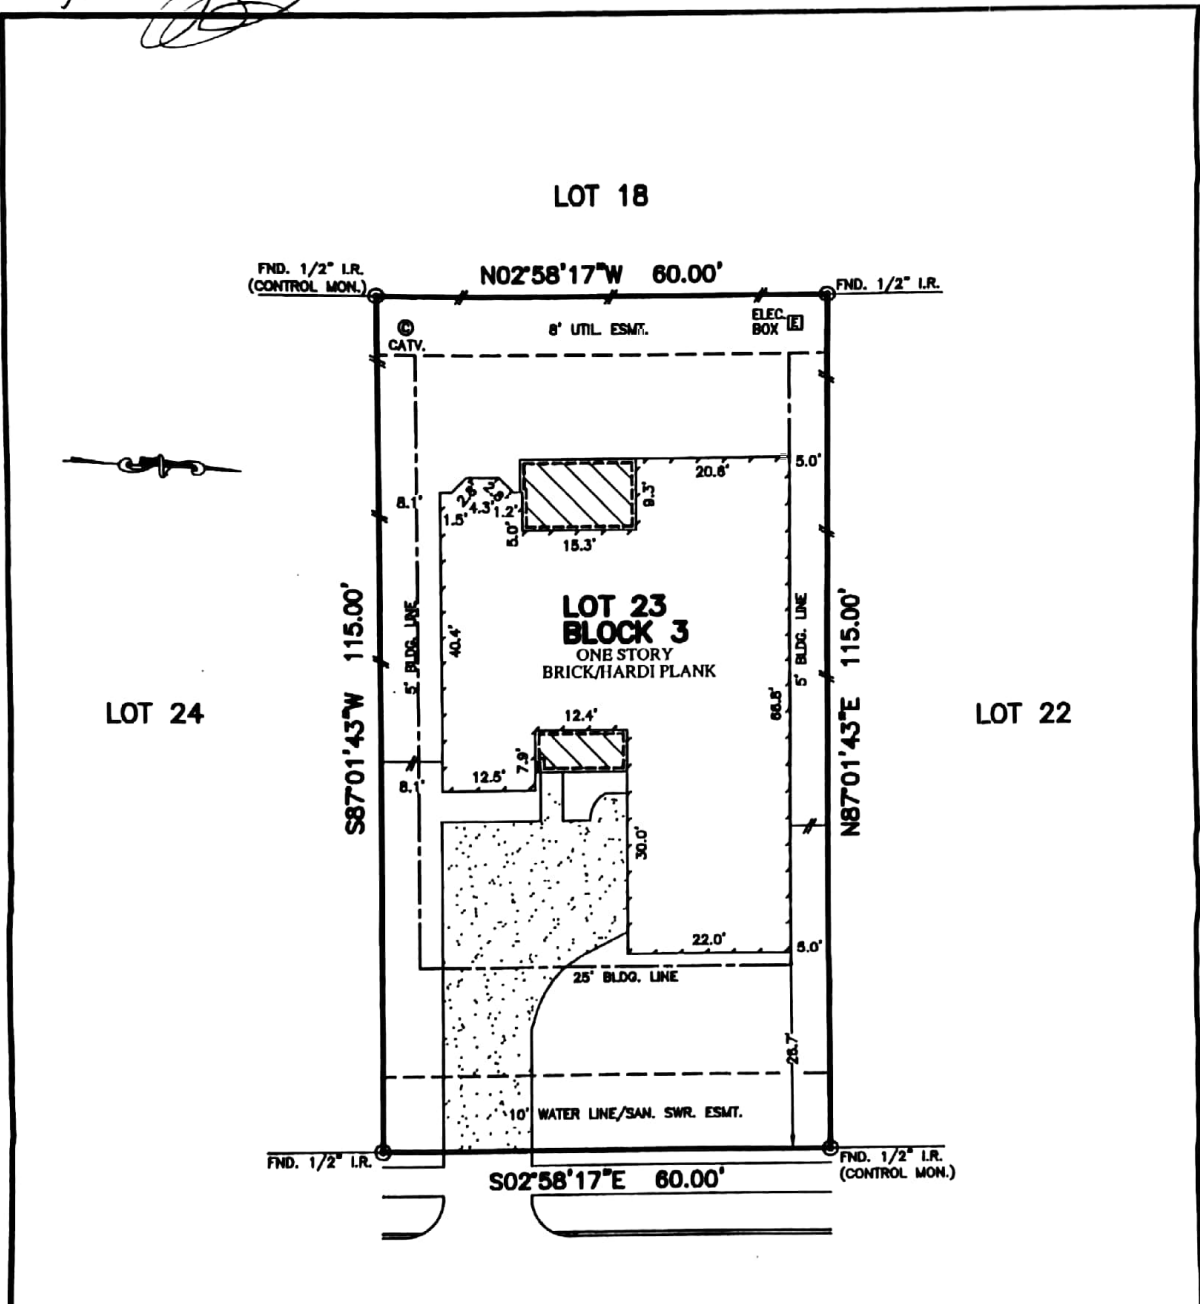 LOT 18
FND. 1/2" I.R.
(CONTROL MON.)
N02°58'17"W 60.00'
FND. 1/2" I.R.
CATV.
8' UTIL. ESMT.
ELEC.
BOX
E
5.0'
20.6'
9.3'
8.1'
1.5'
2.8'
4.3'
1.2'
5.0'
15.3'
S87°01'43"W 115.00'
5' BLDG. LINE
40.4'
LOT 23
BLOCK 3
ONE STORY
BRICK/HARDI PLANK
5' BLDG. LINE
N87°01'43"E 115.00'
66.8'
LOT 24
LOT 22
12.4'
7.9'
12.5'
8.1'
30.0'
22.0'
5.0'
25' BLDG. LINE
26.7'
10' WATER LINE/SAN. SWR. ESMT.
FND. 1/2" I.R.
S02°58'17"E 60.00'
FND. 1/2" I.R.
(CONTROL MON.)